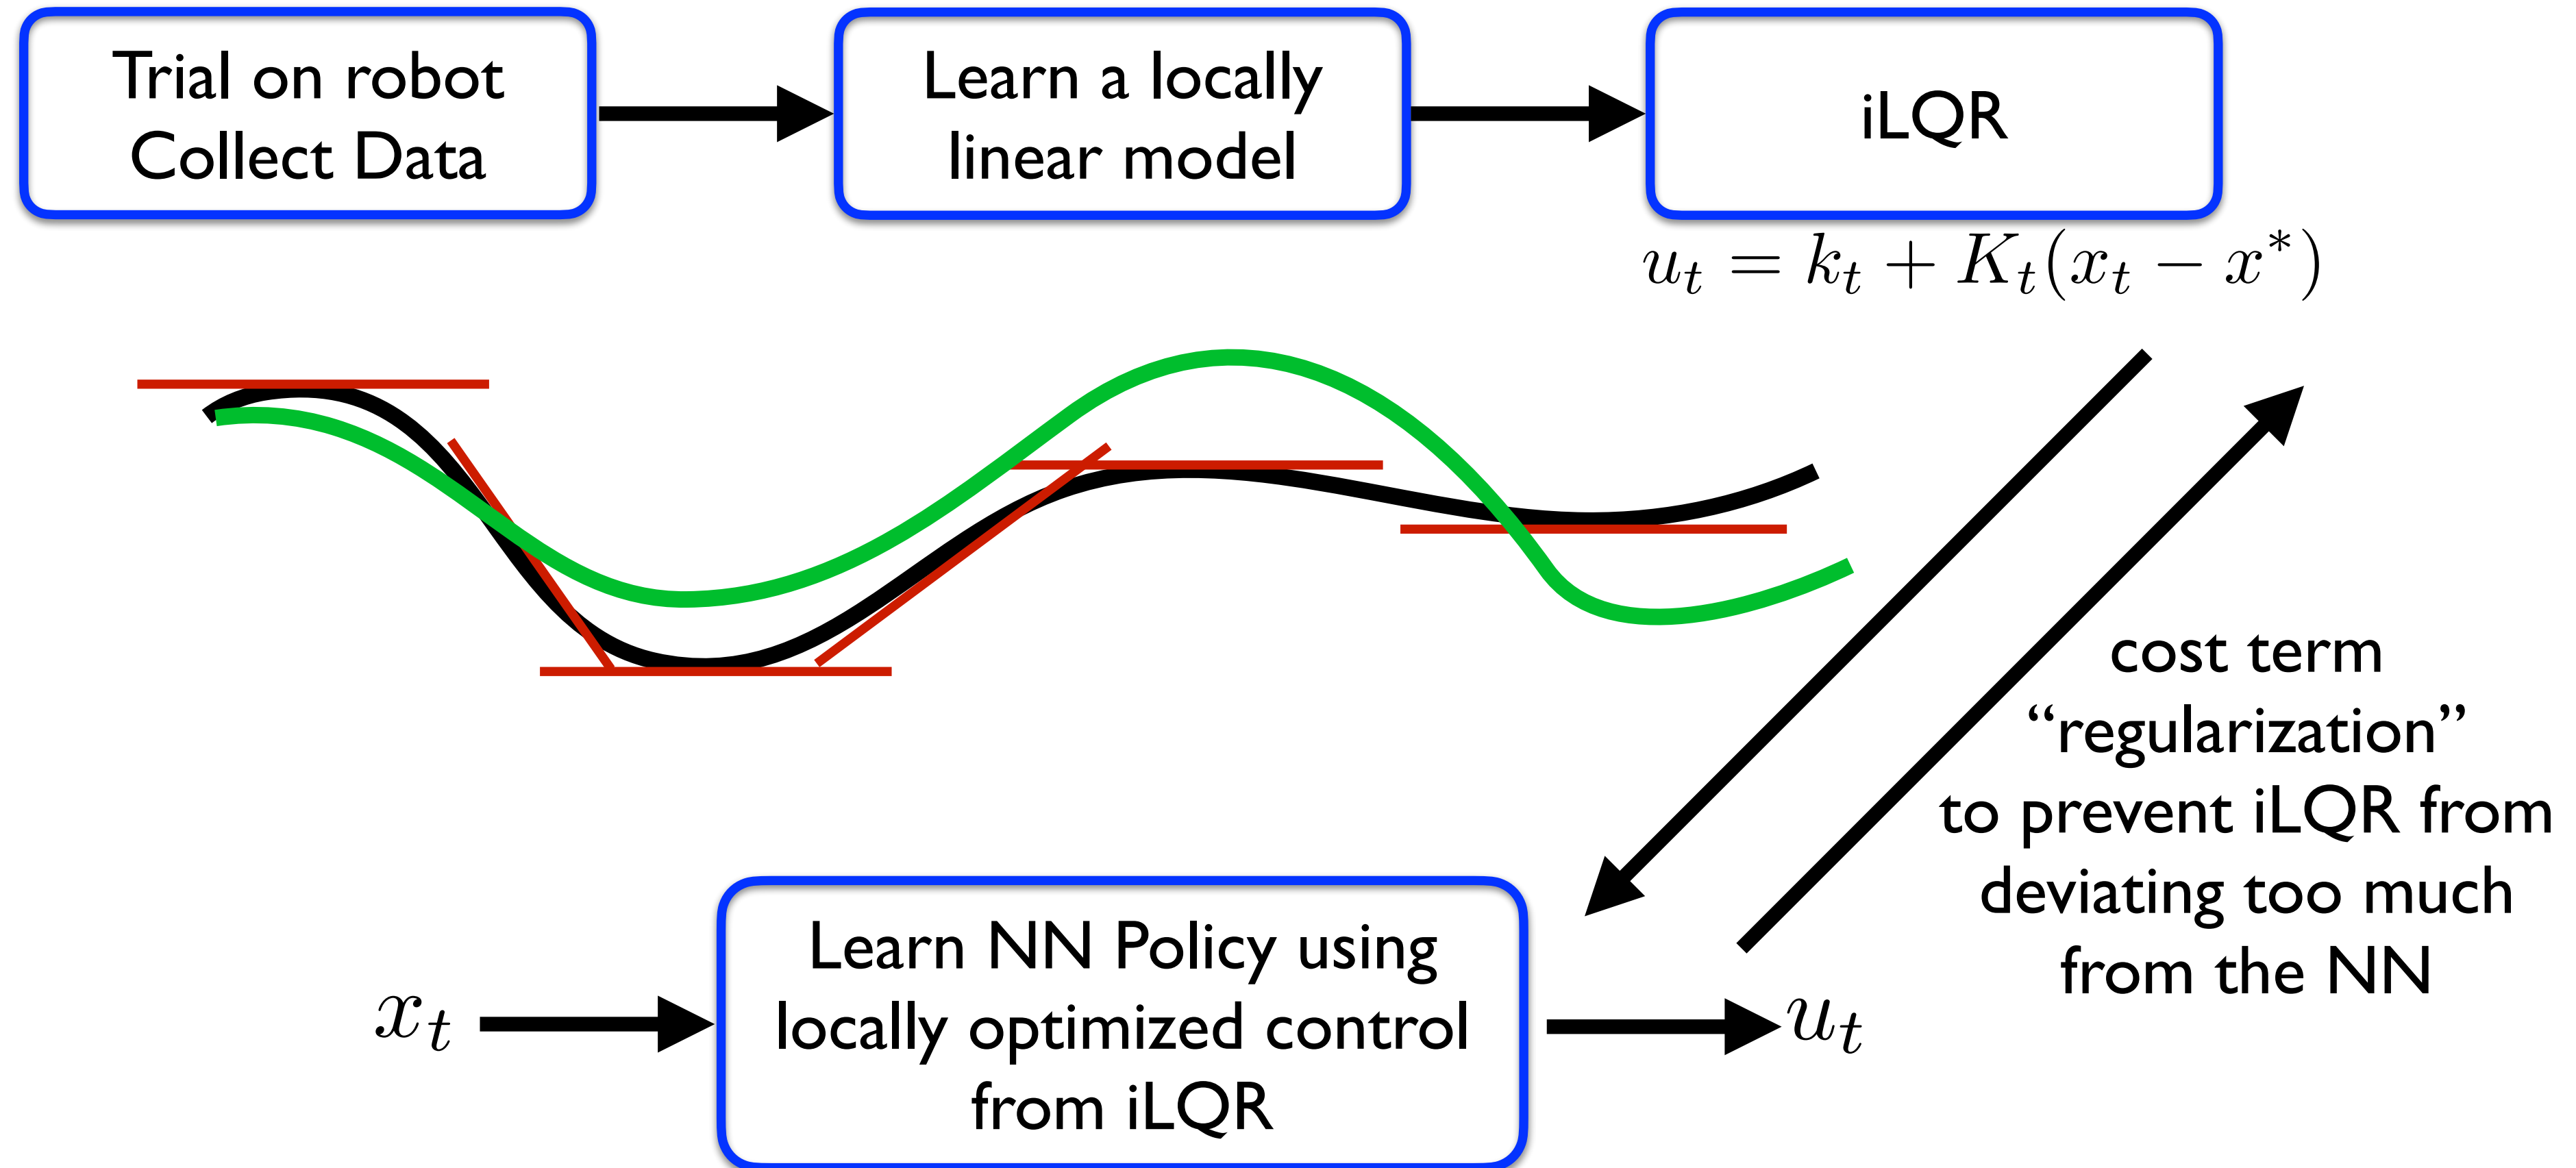 Trial on robot
Collect Data
Learn a locally
linear model
iLQR
u_t = k_t + K_t(x_t − x^*)
cost term
“regularization”
to prevent iLQR from
deviating too much
from the NN
x_t
Learn NN Policy using
locally optimized control
from iLQR
u_t